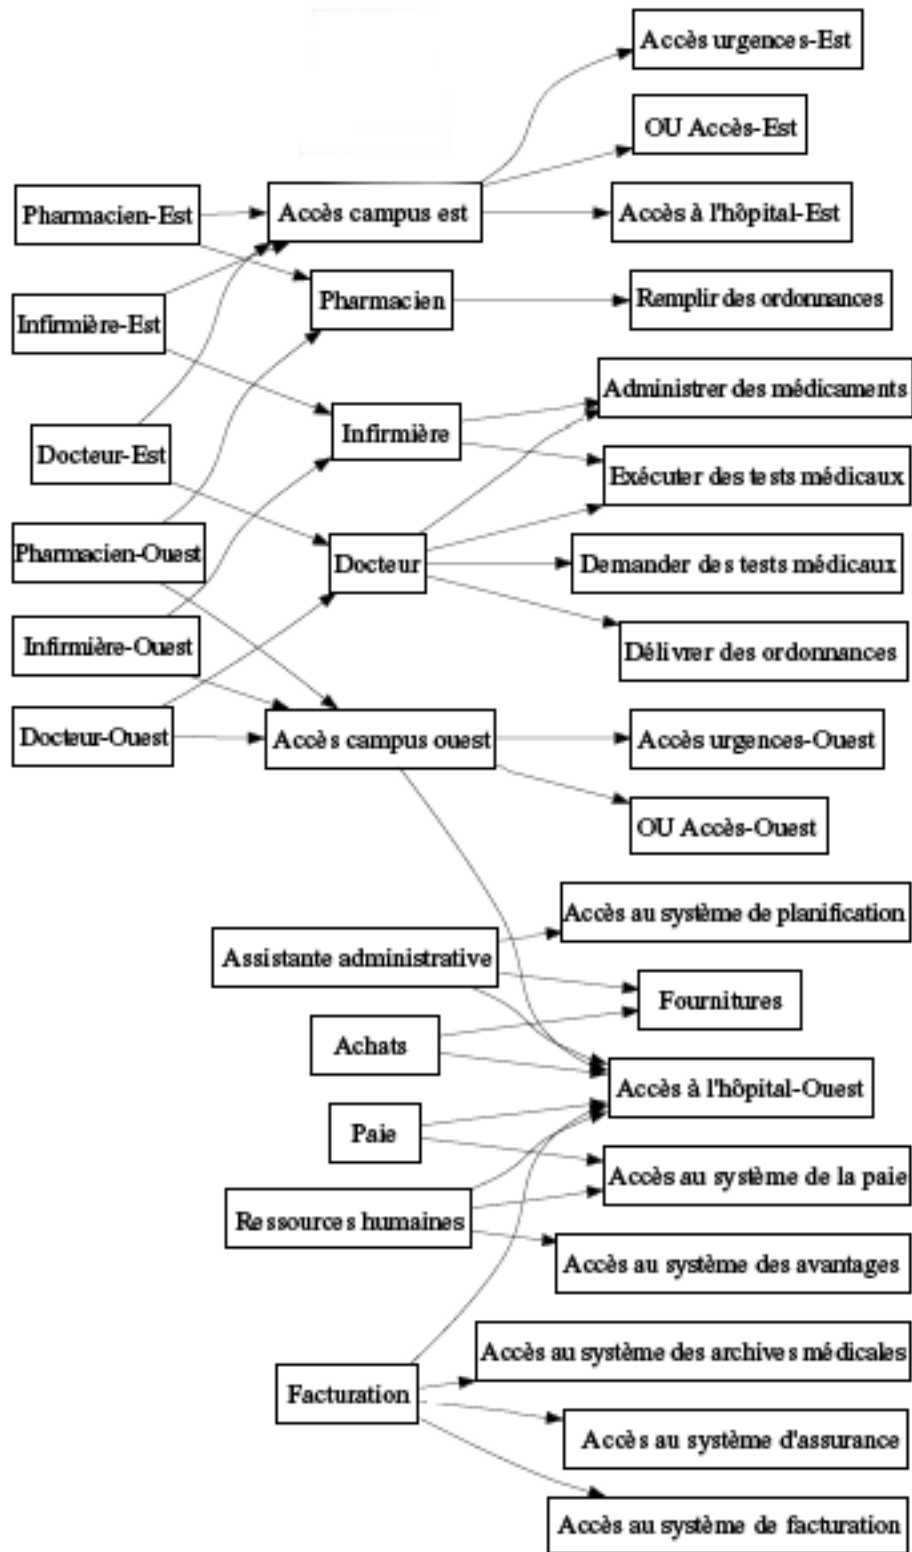 Accès urgences-Est
OU Accès-Est
Pharmacien-Est
Accès campus est
Accès à l'hôpital-Est
Pharmacien
Remplir des ordonnances
Infirmière-Est
Administrer des médicaments
Infirmière
Docteur-Est
Exécuter des tests médicaux
Pharmacien-Ouest
Docteur
Demander des tests médicaux
Infirmière-Ouest
Délivrer des ordonnances
Docteur-Ouest
Accès campus ouest
Accès urgences-Ouest
OU Accès-Ouest
Accès au système de planification
Assistante administrative
Fournitures
Achats
Accès à l'hôpital-Ouest
Paie
Accès au système de la paie
Ressources humaines
Accès au système des avantages
Accès au système des archives médicales
Facturation
Accès au système d'assurance
Accès au système de facturation